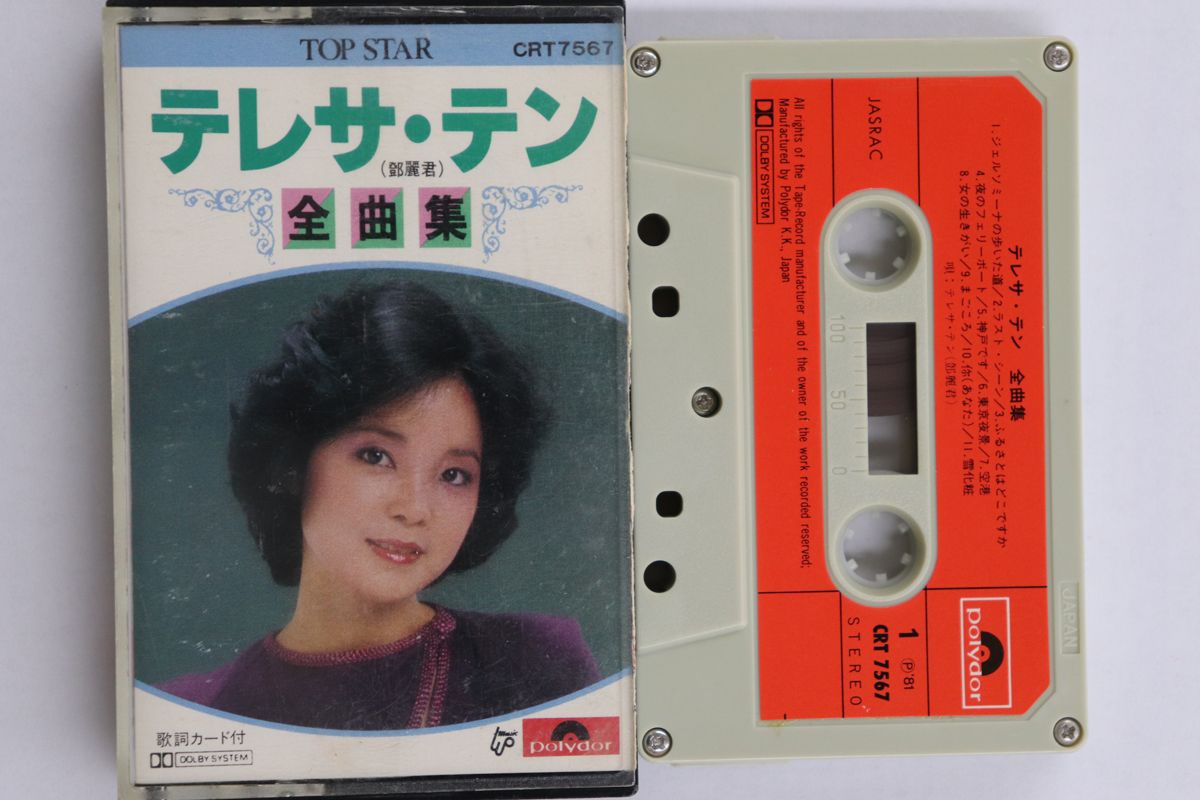 TOP STAR
CRT7567
テレサ・テン
(鄧麗君)
全曲集
歌詞カード付
DOLBY SYSTEM
Music UP
polydor
テレサ・テン 全曲集
1.ジェルソミーナの歩いた道/2.ラスト・シーン/3.ふるさとはどこですか
4.夜のフェリーボート/5.神戸です/6.東京夜景/7.空港
8.女の生きがい/9.まごころ/10.你(あなた)/11.雪化粧
唄:テレサ・テン(鄧麗君)
JASRAC
100 50 0
All rights of the Tape-Record manufacturer and of the owner of the work recorded reserved;
Manufactured by Polydor K.K., Japan
DOLBY SYSTEM
polydor
1 Ⓟ'81
CRT 7567
STEREO
JAPAN